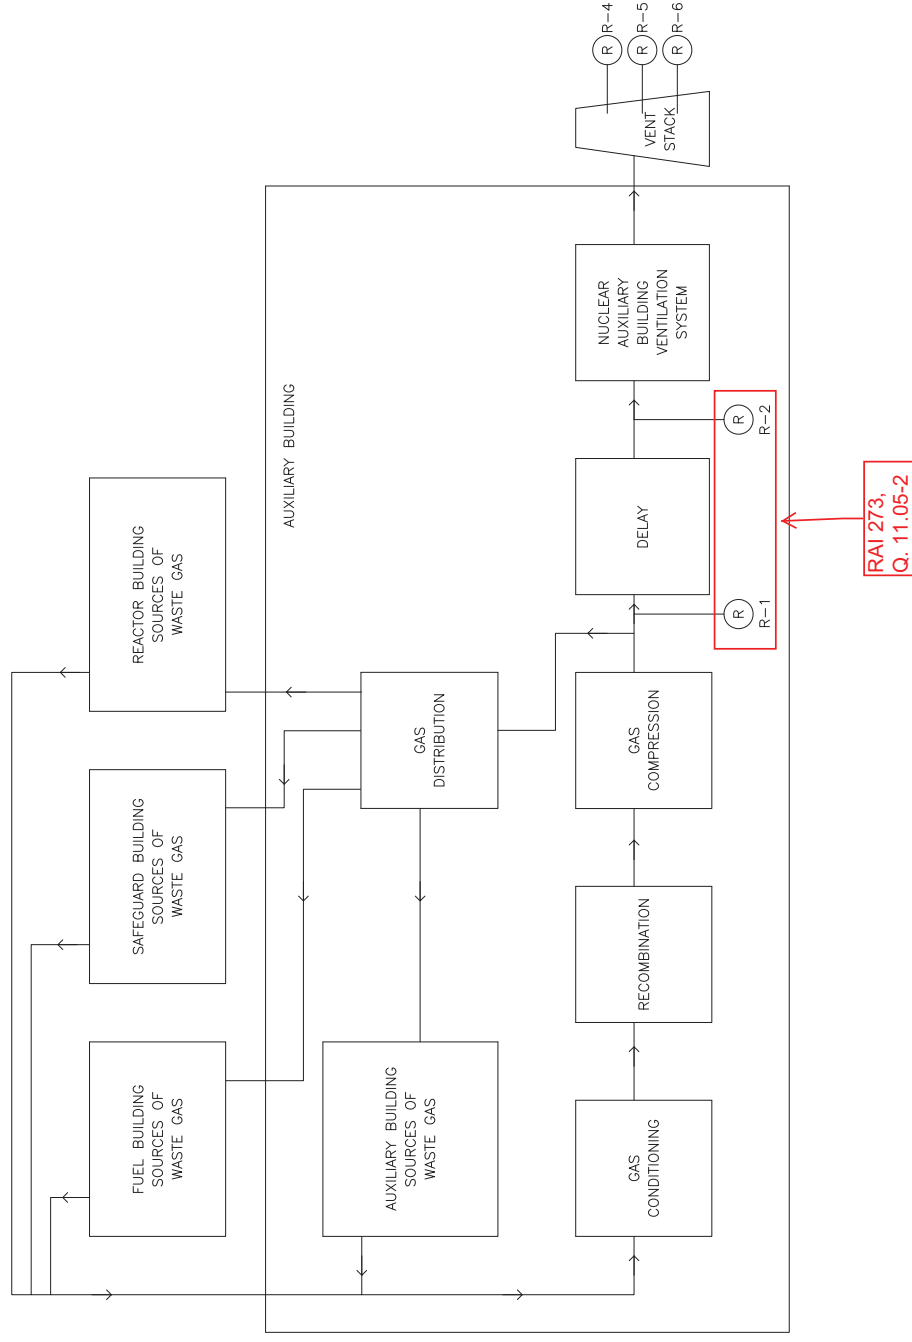 FUEL BUILDING
SOURCES OF
WASTE GAS
SAFEGUARD BUILDING
SOURCES OF
WASTE GAS
REACTOR BUILDING
SOURCES OF
WASTE GAS
AUXILIARY BUILDING
AUXILIARY BUILDING
SOURCES OF
WASTE GAS
GAS
DISTRIBUTION
GAS
CONDITIONING
RECOMBINATION
GAS
COMPRESSION
DELAY
NUCLEAR
AUXILIARY
BUILDING
VENTILATION
SYSTEM
VENT
STACK
R R-4
R R-5
R R-6
R
R-1
R
R-2
RAI 273,
Q. 11.05-2